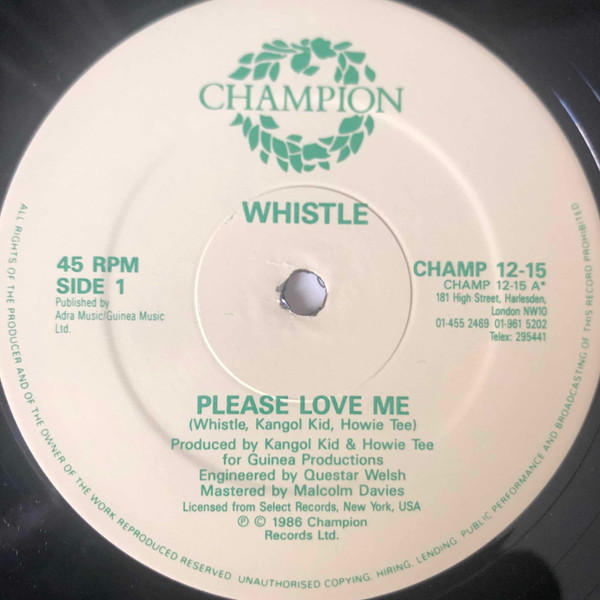 CHAMPION
WHISTLE
45 RPM
SIDE 1
Published by
Adra Music/Guinea Music
Ltd.
CHAMP 12-15
CHAMP 12-15 A*
181 High Street, Harlesden,
London NW10
01-455 2469 01-961 5202
Telex: 295441
PLEASE LOVE ME
(Whistle, Kangol Kid, Howie Tee)
Produced by Kangol Kid & Howie Tee
for Guinea Productions
Engineered by Questar Welsh
Mastered by Malcolm Davies
Licensed from Select Records, New York, USA
℗ © 1986 Champion
Records Ltd.
ALL RIGHTS OF THE PRODUCER AND OF THE OWNER OF THE WORK REPRODUCED RESERVED. UNAUTHORISED COPYING, HIRING, LENDING, PUBLIC PERFORMANCE AND BROADCASTING OF THIS RECORD PROHIBITED